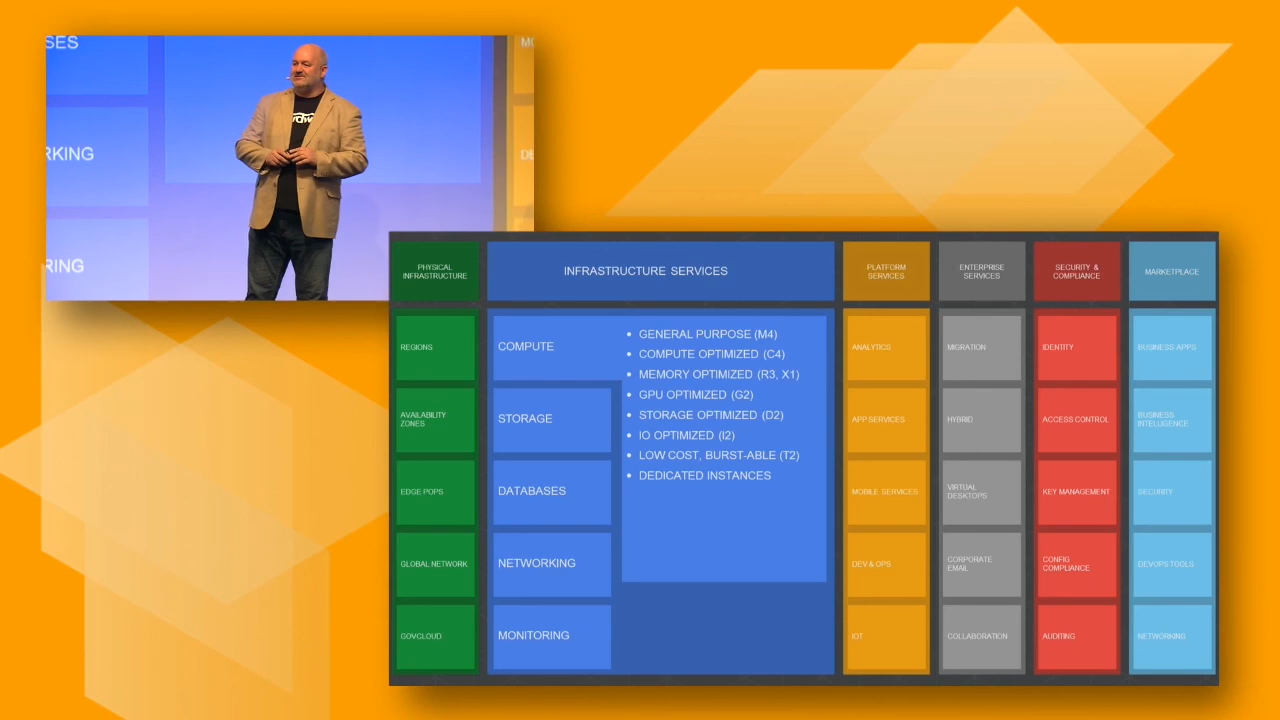 SES
RKING
RING
MO
DE
PHYSICAL
INFRASTRUCTURE
INFRASTRUCTURE SERVICES
PLATFORM
SERVICES
ENTERPRISE
SERVICES
SECURITY &
COMPLIANCE
MARKETPLACE
REGIONS
AVAILABILITY
ZONES
EDGE POPS
GLOBAL NETWORK
GOVCLOUD
COMPUTE
STORAGE
DATABASES
NETWORKING
MONITORING
• GENERAL PURPOSE (M4)
• COMPUTE OPTIMIZED (C4)
• MEMORY OPTIMIZED (R3, X1)
• GPU OPTIMIZED (G2)
• STORAGE OPTIMIZED (D2)
• IO OPTIMIZED (I2)
• LOW COST, BURST-ABLE (T2)
• DEDICATED INSTANCES
ANALYTICS
APP SERVICES
MOBILE SERVICES
DEV & OPS
IOT
MIGRATION
HYBRID
VIRTUAL
DESKTOPS
CORPORATE
EMAIL
COLLABORATION
IDENTITY
ACCESS CONTROL
KEY MANAGEMENT
CONFIG
COMPLIANCE
AUDITING
BUSINESS APPS
BUSINESS
INTELLIGENCE
SECURITY
DEVOPS TOOLS
NETWORKING